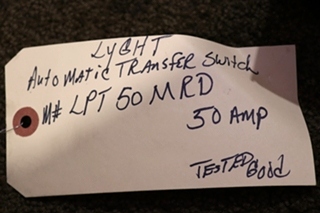 LYGHT
AUTOMATIC TRANSFER Switch
M# LPT 50 MRD
50 AMP
TESTED Good